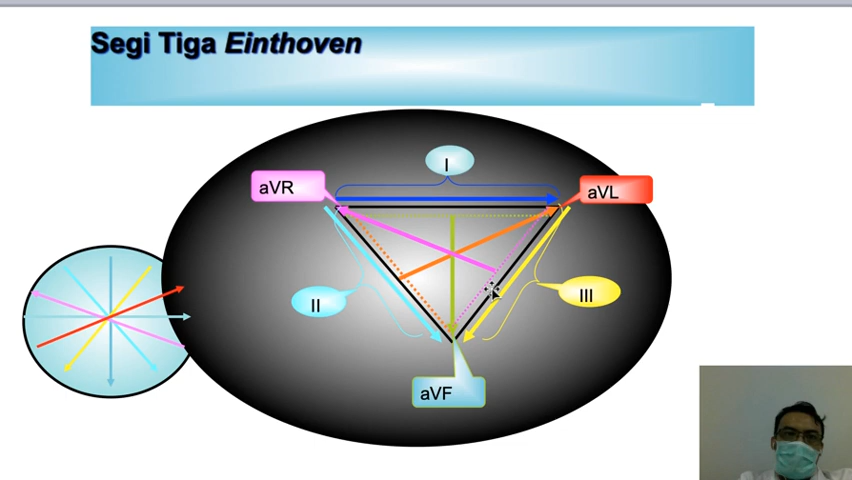 Segi Tiga Einthoven
I
aVR
aVL
II
III
aVF